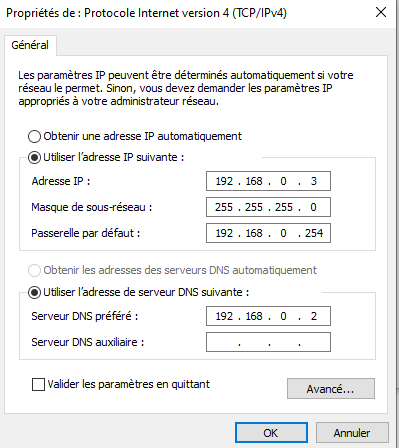 Propriétés de : Protocole Internet version 4 (TCP/IPv4)
Général
Les paramètres IP peuvent être déterminés automatiquement si votre
réseau le permet. Sinon, vous devez demander les paramètres IP
appropriés à votre administrateur réseau.
Obtenir une adresse IP automatiquement
Utiliser l'adresse IP suivante :
Adresse IP : 192 . 168 . 0 . 3
Masque de sous-réseau : 255 . 255 . 255 . 0
Passerelle par défaut : 192 . 168 . 0 . 254
Obtenir les adresses des serveurs DNS automatiquement
Utiliser l'adresse de serveur DNS suivante :
Serveur DNS préféré : 192 . 168 . 0 . 2
Serveur DNS auxiliaire : . . .
Valider les paramètres en quittant
Avancé...
OK Annuler